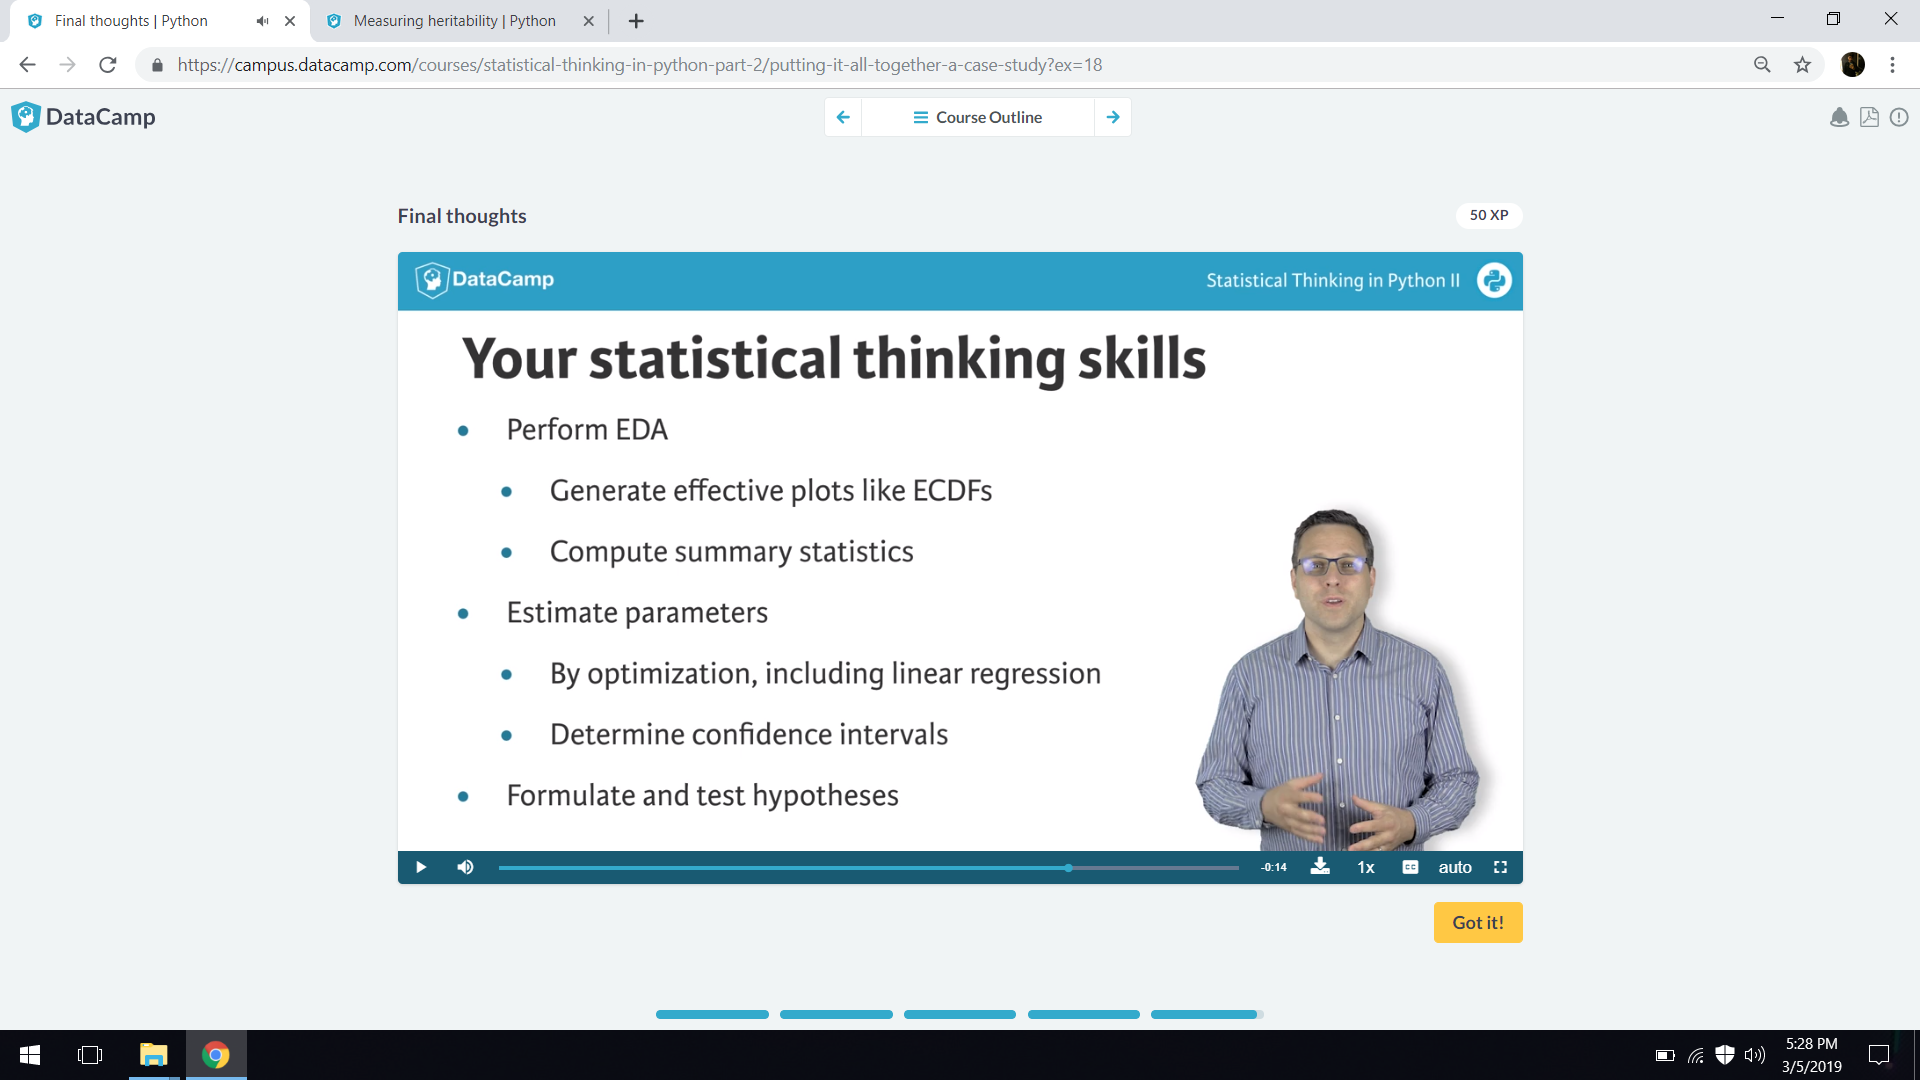 Final thoughts | Python
Measuring heritability | Python
https://campus.datacamp.com/courses/statistical-thinking-in-python-part-2/putting-it-all-together-a-case-study?ex=18
DataCamp
Course Outline
Final thoughts
50 XP
DataCamp
Statistical Thinking in Python II
Your statistical thinking skills
• Perform EDA
• Generate effective plots like ECDFs
• Compute summary statistics
• Estimate parameters
• By optimization, including linear regression
• Determine confidence intervals
• Formulate and test hypotheses
-0:14
1x
CC
auto
Got it!
5:28 PM
3/5/2019